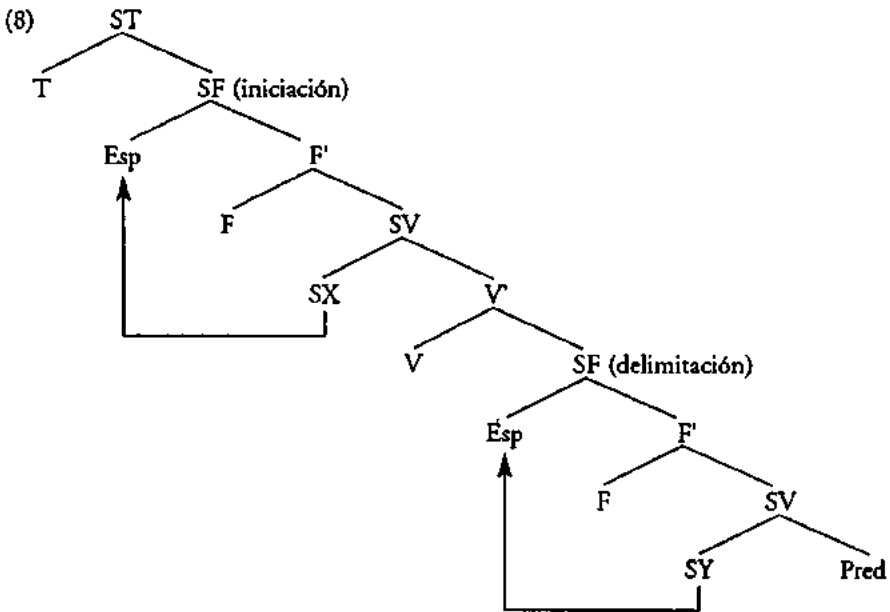 (8) ST
T SF (iniciación)
Esp F'
F SV
SX V'
V SF (delimitación)
Esp F'
F SV
SY Pred